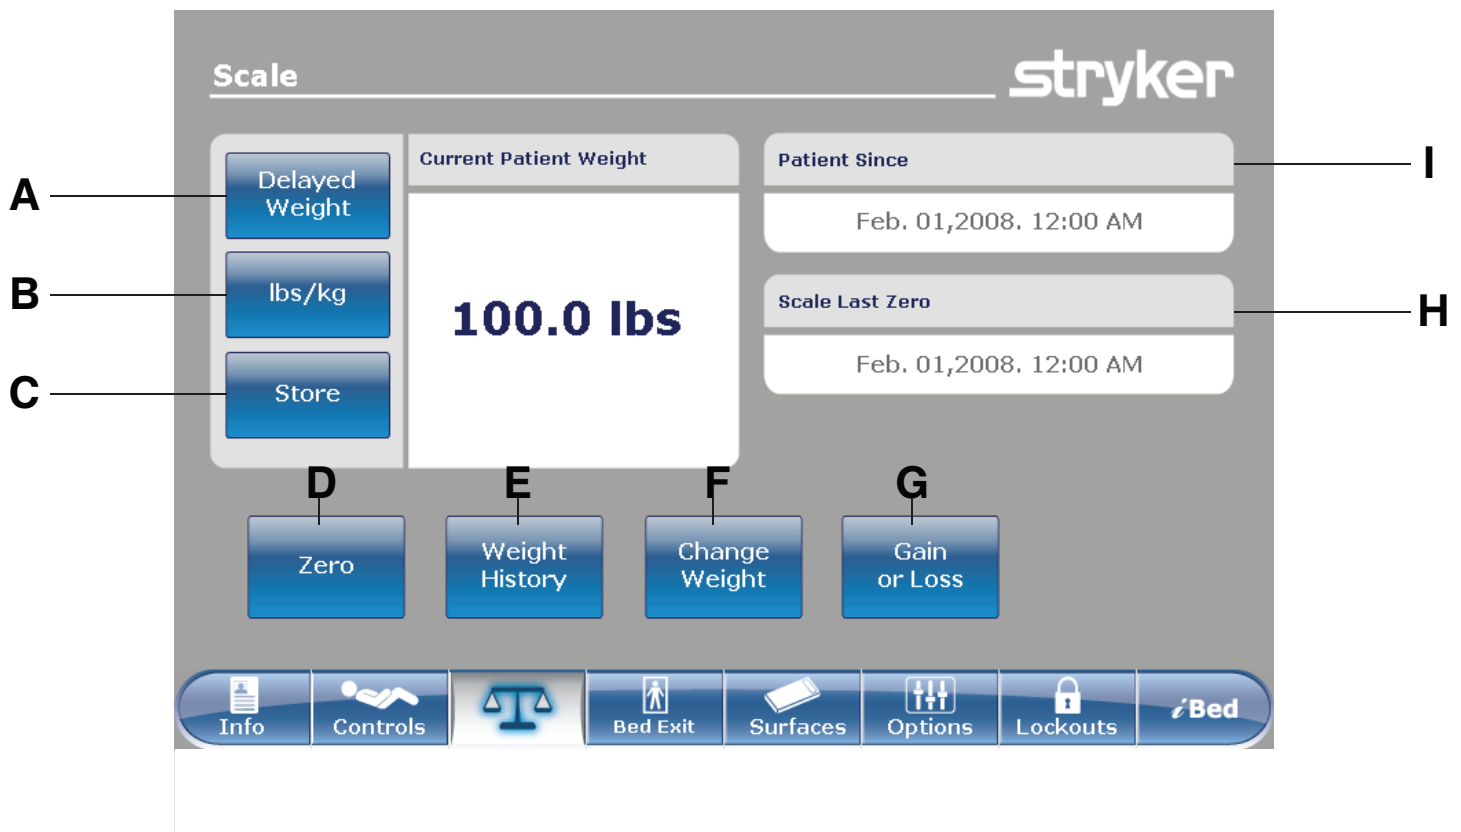 Scale
stryker
A
Delayed
Weight
B
lbs/kg
C
Store
Current Patient Weight
100.0 lbs
Patient Since
I
Feb. 01,2008. 12:00 AM
Scale Last Zero
H
Feb. 01,2008. 12:00 AM
D
E
F
G
Zero
Weight
History
Change
Weight
Gain
or Loss
Info
Controls
Bed Exit
Surfaces
Options
Lockouts
iBed